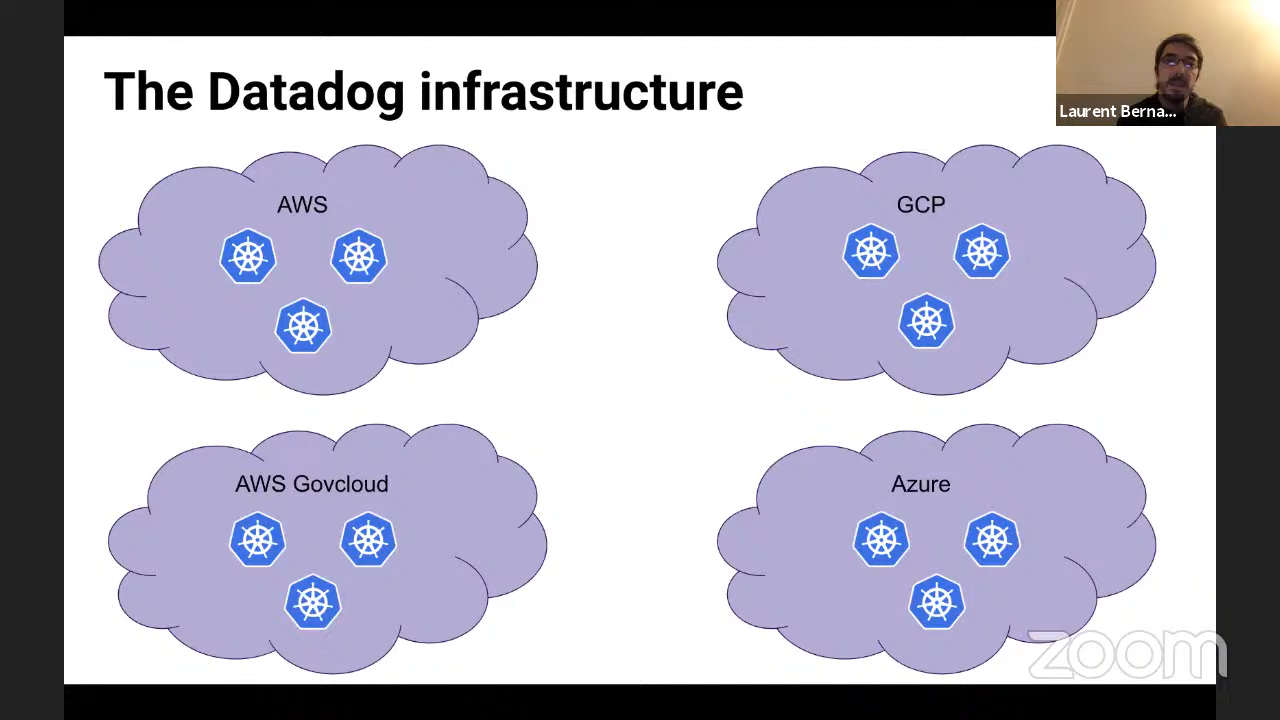 The Datadog infrastructure
Laurent Berna...
AWS
GCP
AWS Govcloud
Azure
zoom